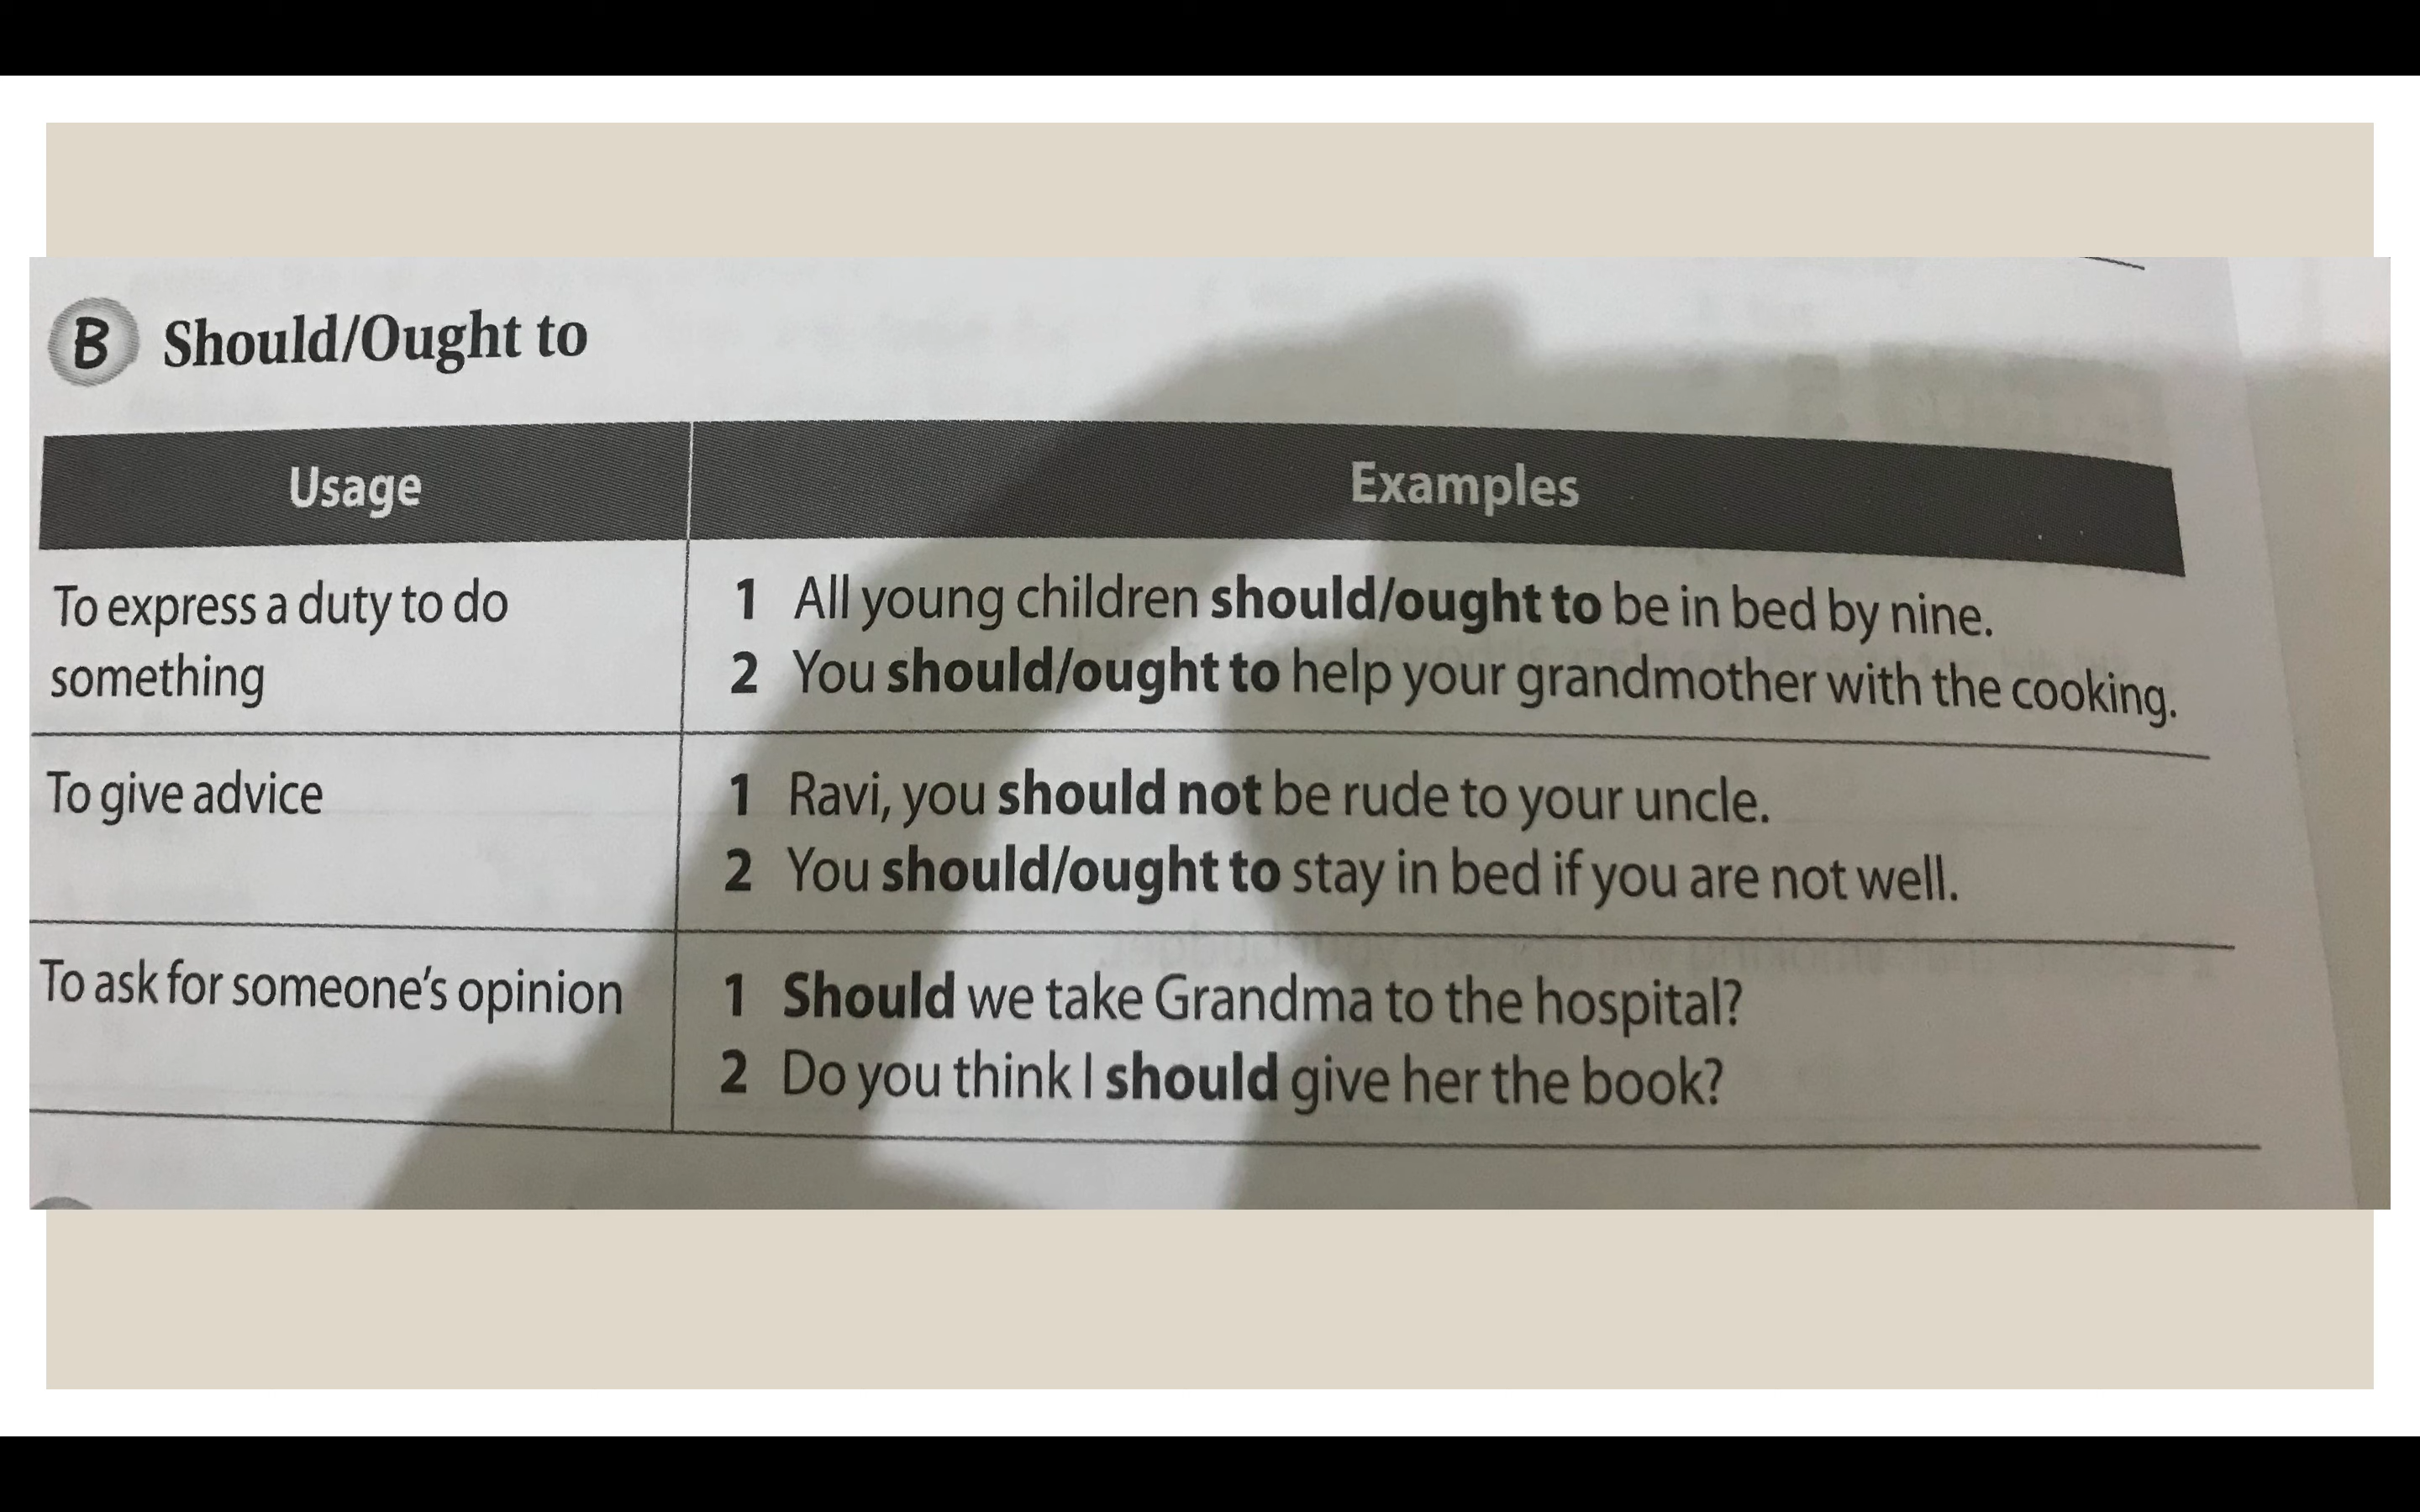 B Should/Ought to
Usage Examples
To express a duty to do something
1 All young children should/ought to be in bed by nine.
2 You should/ought to help your grandmother with the cooking.
To give advice
1 Ravi, you should not be rude to your uncle.
2 You should/ought to stay in bed if you are not well.
To ask for someone's opinion
1 Should we take Grandma to the hospital?
2 Do you think I should give her the book?